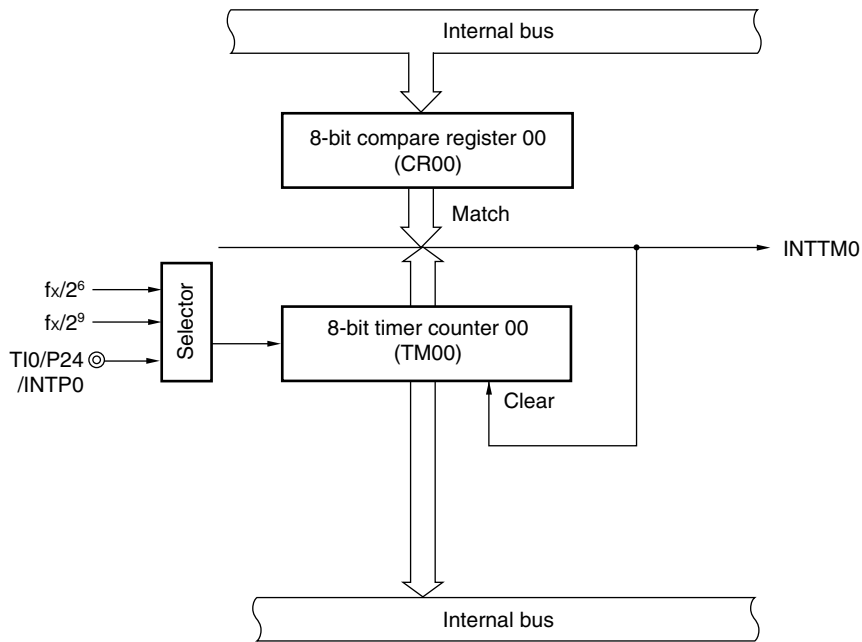 Internal bus
8-bit compare register 00
(CR00)
Match
INTTM0
fx/2⁶
fx/2⁹
TI0/P24
/INTP0
Selector
8-bit timer counter 00
(TM00)
Clear
Internal bus